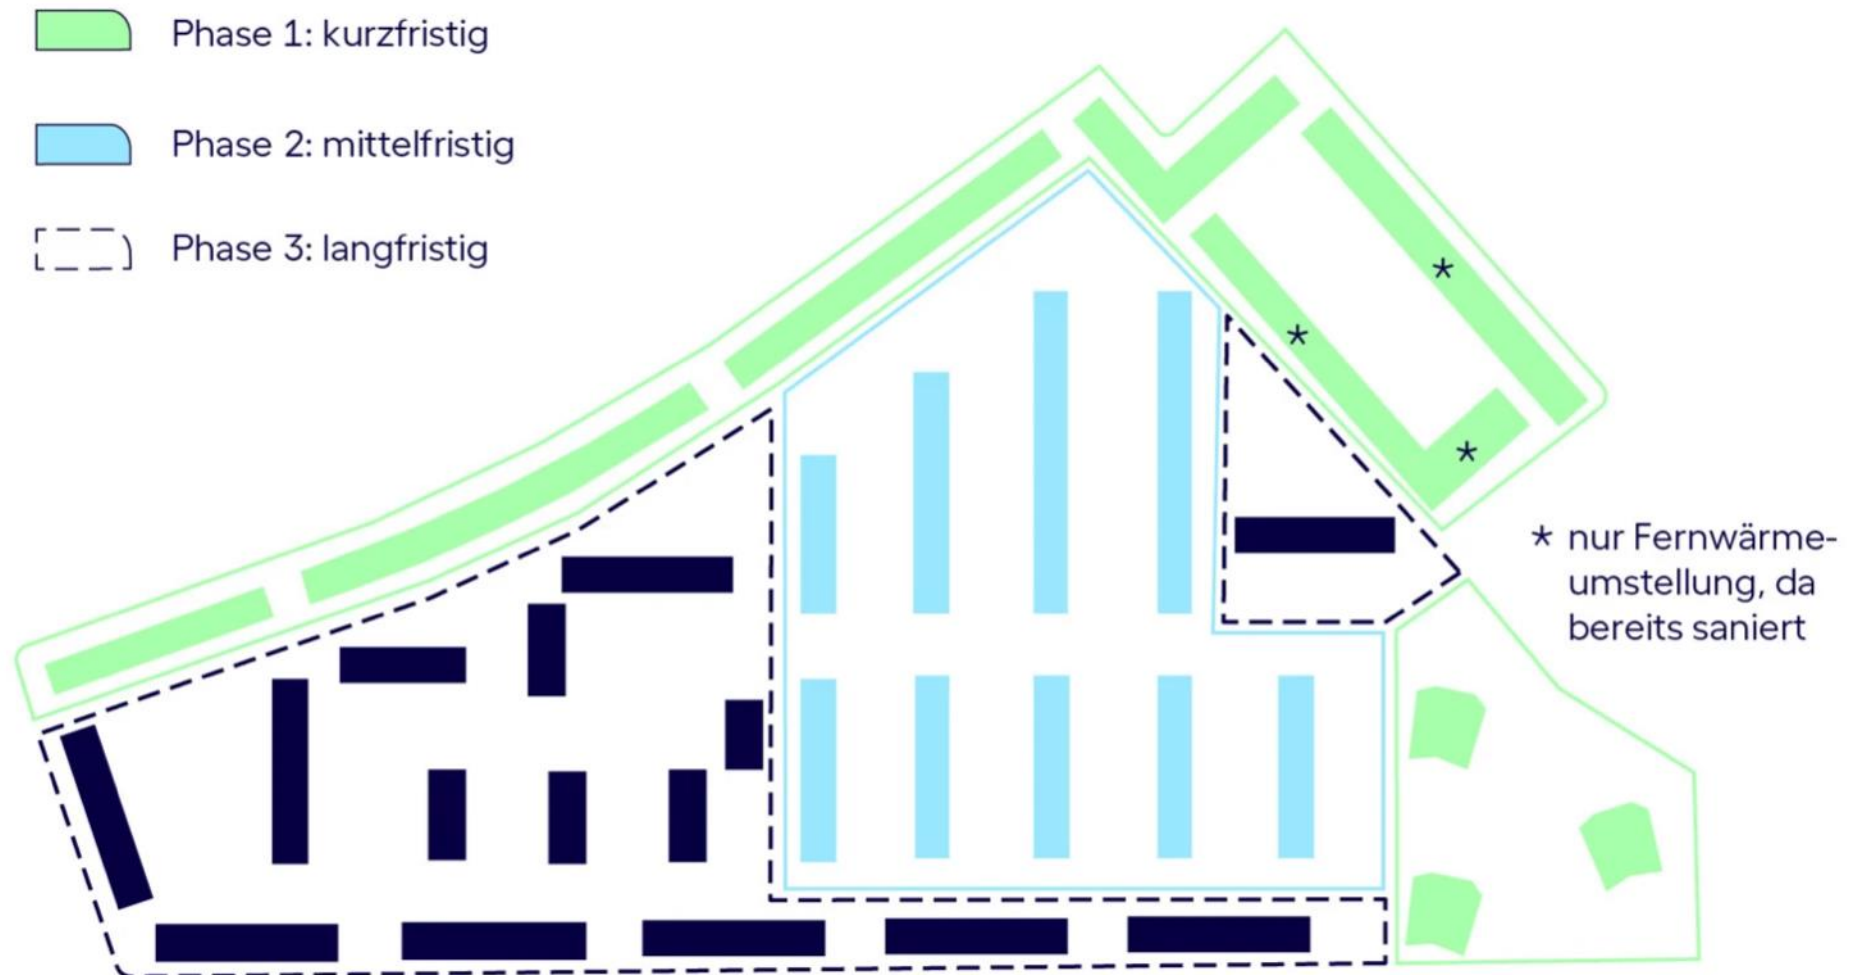 Phase 1: kurzfristig
Phase 2: mittelfristig
Phase 3: langfristig
*
*
*
* nur Fernwärme-
umstellung, da
bereits saniert